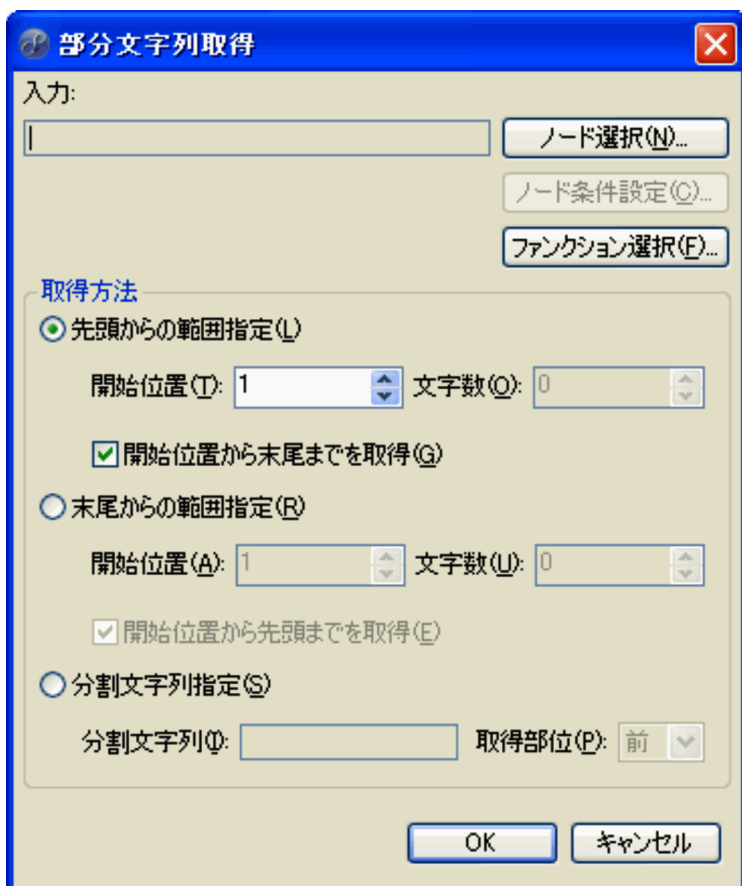 部分文字列取得
入力:
ノード選択(N)...
ノード条件設定(C)...
ファンクション選択(F)...
取得方法
先頭からの範囲指定(L)
開始位置(T): 1 文字数(O): 0
開始位置から末尾までを取得(G)
末尾からの範囲指定(R)
開始位置(A): 1 文字数(U): 0
開始位置から先頭までを取得(E)
分割文字列指定(S)
分割文字列(I): 取得部位(P): 前
OK キャンセル